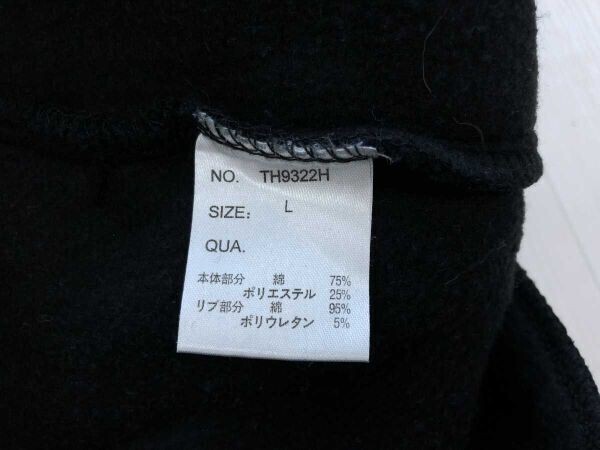 NO. TH9322H
SIZE: L
QUA.
本体部分 綿 75%
ポリエステル 25%
リブ部分 綿 95%
ポリウレタン 5%